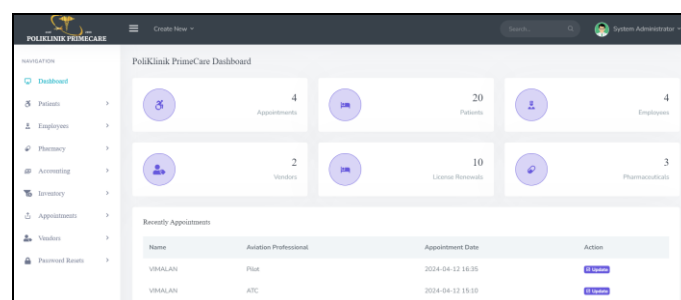 POLIKLINIK PRIMECARE
Create New
Search...
System Administrator
NAVIGATION
PoliKlinik PrimeCare Dashboard
Dashboard
Patients
Employees
Pharmacy
Accounting
Inventory
Appointments
Vendors
Password Resets
4
Appointments
20
Patients
4
Employees
2
Vendors
10
License Renewals
3
Pharmaceuticals
Recently Appointments
Name Aviation Professional Appointment Date Action
VIMALAN Pilot 2024-04-12 16:35 Update
VIMALAN ATC 2024-04-12 15:10 Update